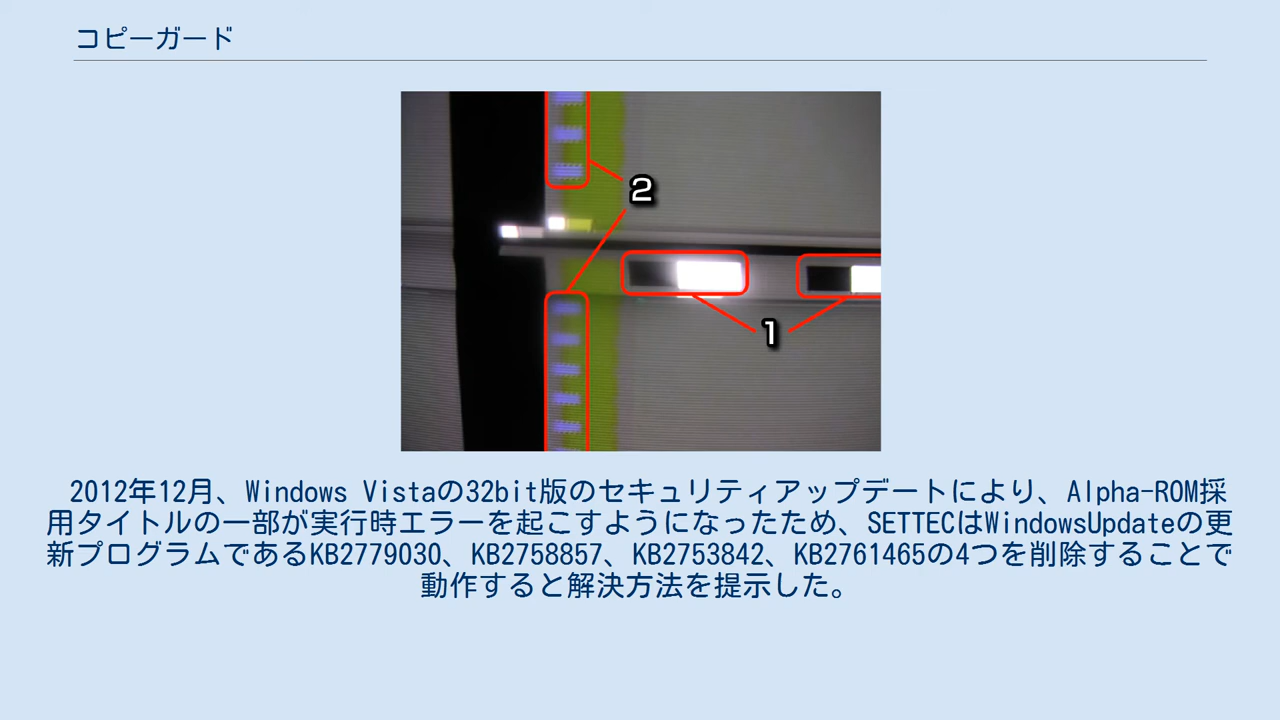 コピーガード
2
1
2012年12月、Windows Vistaの32bit版のセキュリティアップデートにより、Alpha-ROM採
用タイトルの一部が実行時エラーを起こすようになったため、SETTECはWindowsUpdateの更
新プログラムであるKB2779030、KB2758857、KB2753842、KB2761465の4つを削除することで
動作すると解決方法を提示した。